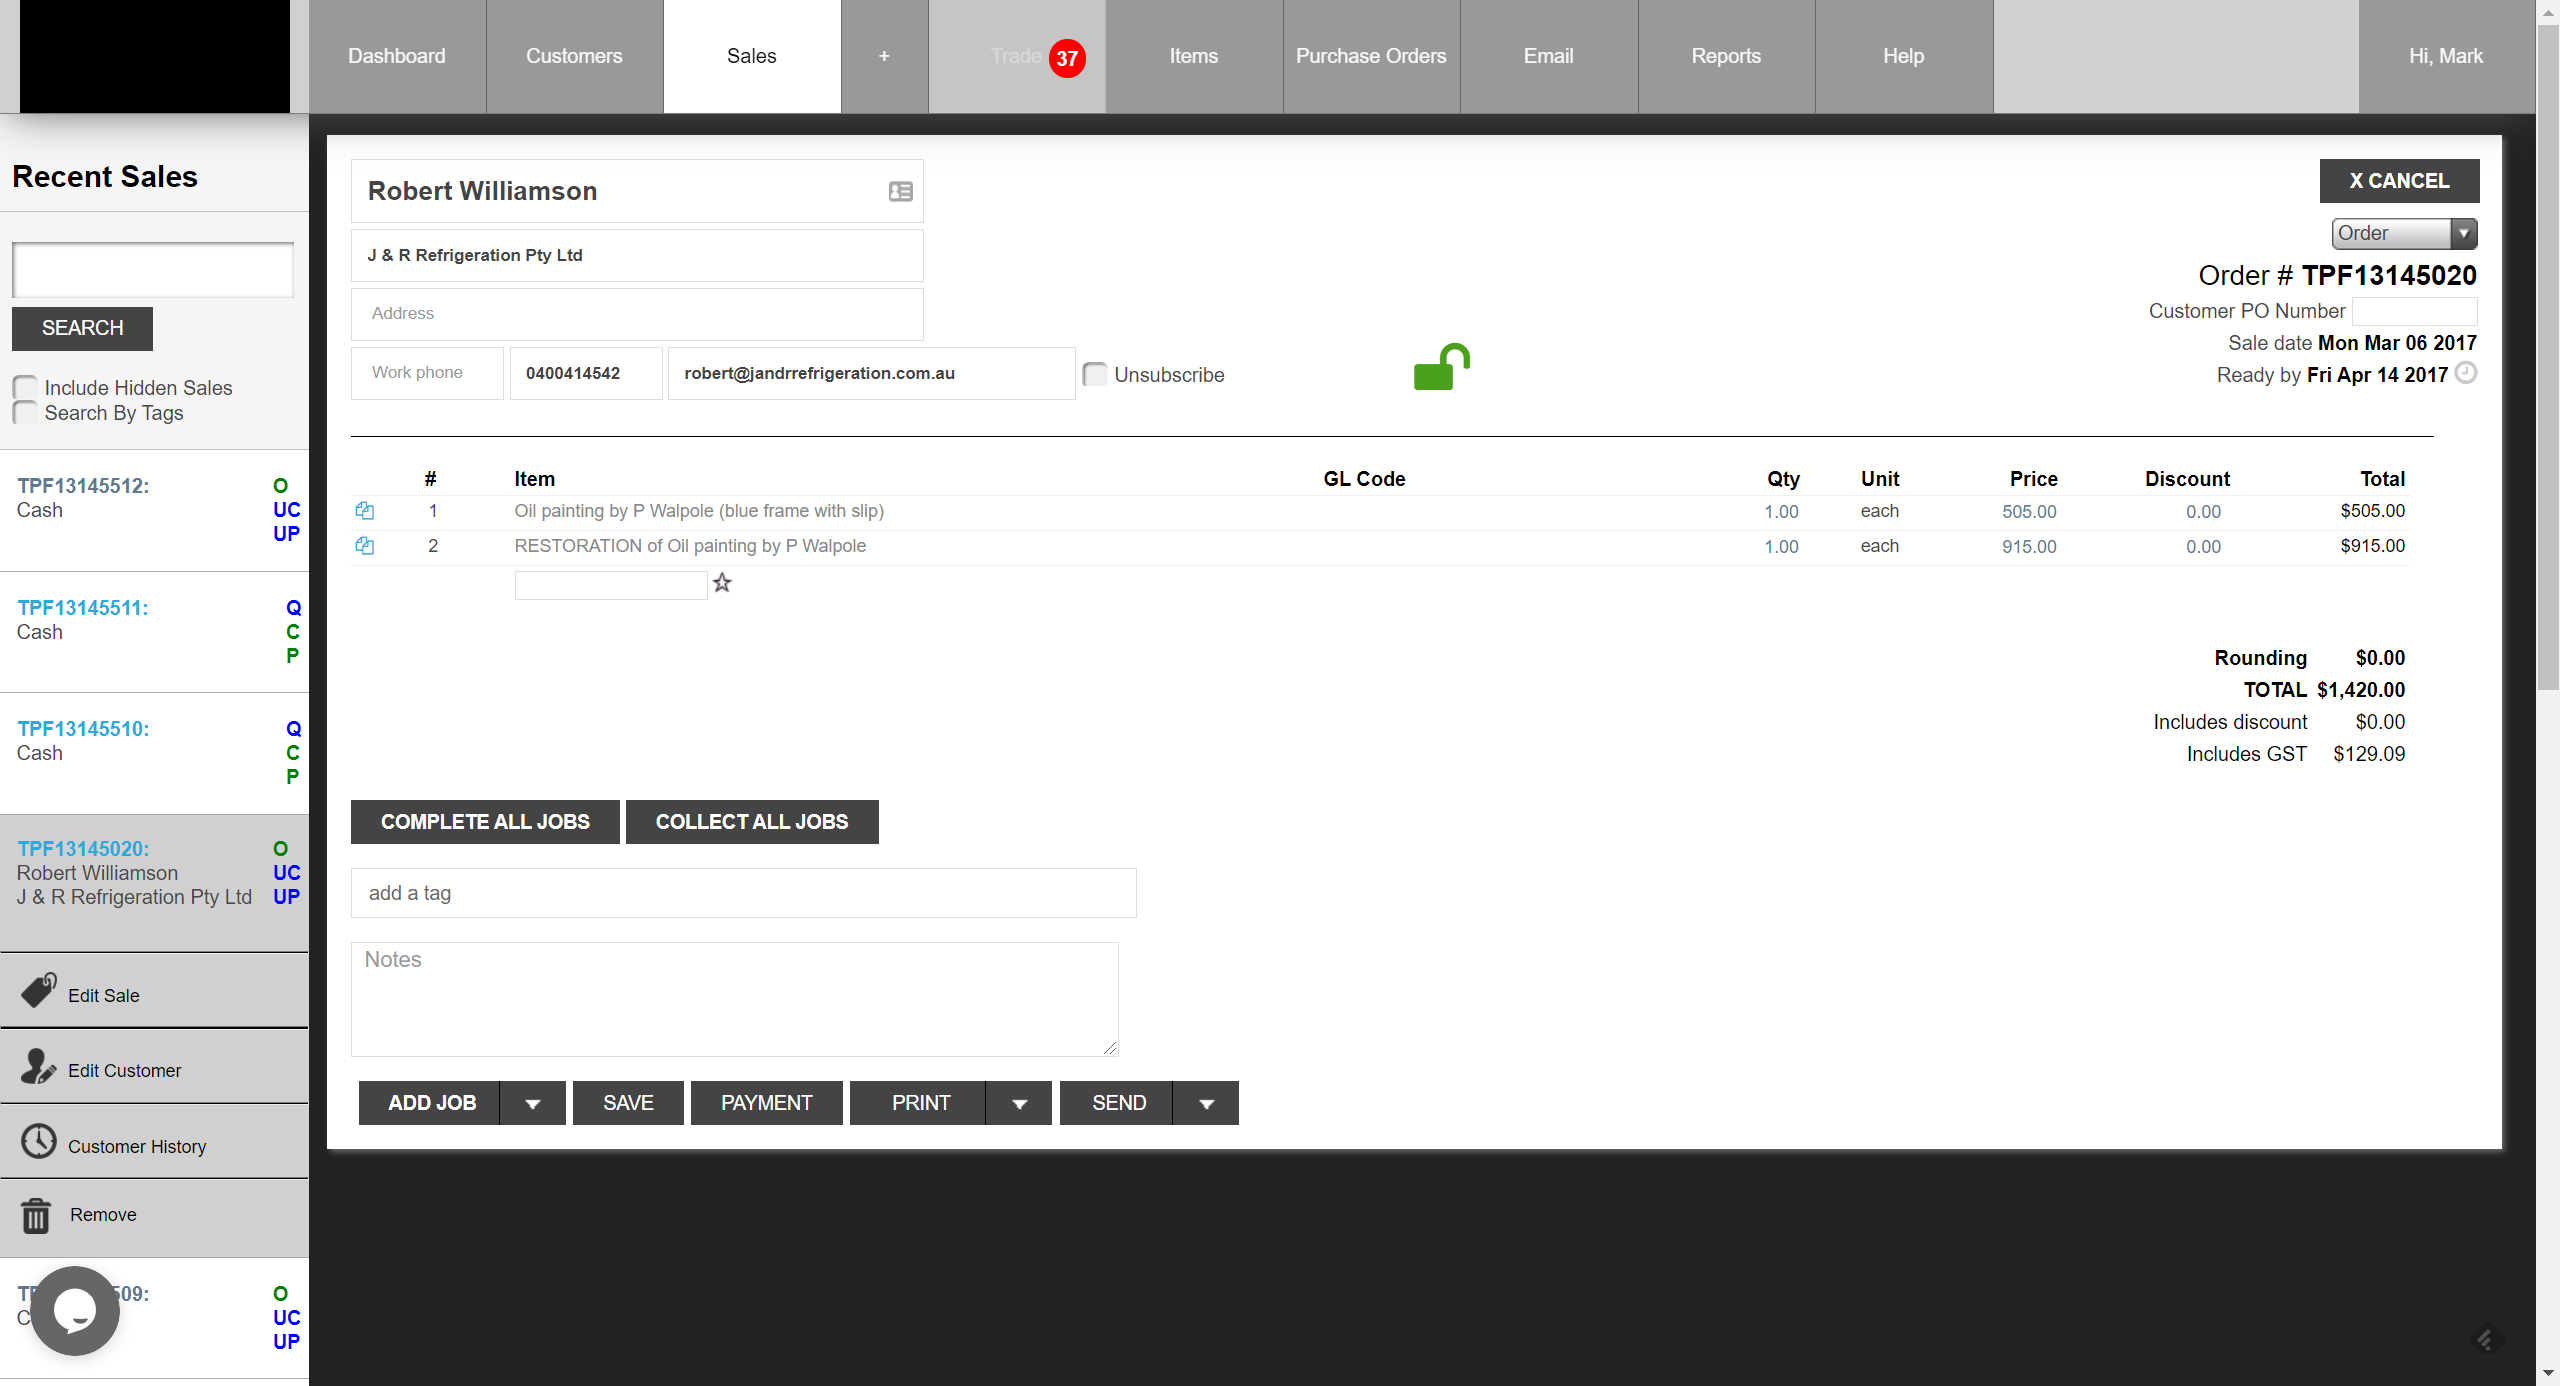 Dashboard
Customers
Sales
+
Trade 37
Items
Purchase Orders
Email
Reports
Help
Hi, Mark
Recent Sales
SEARCH
Include Hidden Sales
Search By Tags
TPF13145512: O
Cash UC
UP
TPF13145511: Q
Cash C
P
TPF13145510: Q
Cash C
P
TPF13145020: O
Robert Williamson UC
J & R Refrigeration Pty Ltd UP
Edit Sale
Edit Customer
Customer History
Remove
509: O
UC
UP
Robert Williamson
J & R Refrigeration Pty Ltd
Address
Work phone 0400414542 robert@jandrrefrigeration.com.au Unsubscribe
X CANCEL
Order
Order # TPF13145020
Customer PO Number
Sale date Mon Mar 06 2017
Ready by Fri Apr 14 2017
# Item GL Code Qty Unit Price Discount Total
1 Oil painting by P Walpole (blue frame with slip) 1.00 each 505.00 0.00 $505.00
2 RESTORATION of Oil painting by P Walpole 1.00 each 915.00 0.00 $915.00
Rounding $0.00
TOTAL $1,420.00
Includes discount $0.00
Includes GST $129.09
COMPLETE ALL JOBS COLLECT ALL JOBS
add a tag
Notes
ADD JOB SAVE PAYMENT PRINT SEND